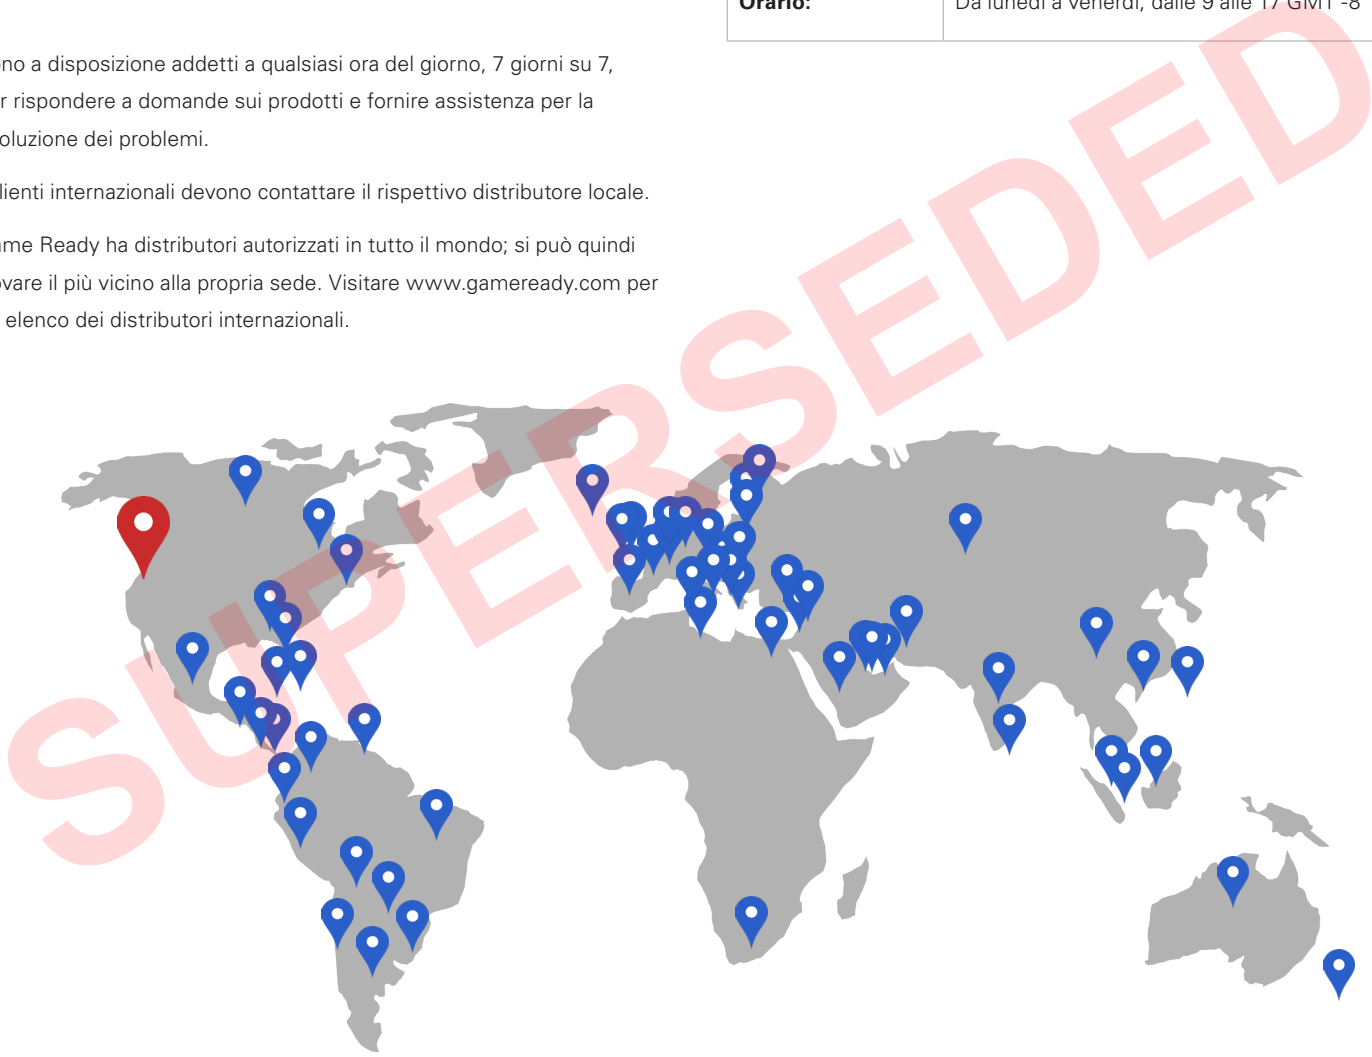 Orario: Da lunedì a venerdì, dalle 9 alle 17 GMT -8
ono a disposizione addetti a qualsiasi ora del giorno, 7 giorni su 7,
r rispondere a domande sui prodotti e fornire assistenza per la
oluzione dei problemi.
lienti internazionali devono contattare il rispettivo distributore locale.
ame Ready ha distributori autorizzati in tutto il mondo; si può quindi
ovare il più vicino alla propria sede. Visitare www.gameready.com per
elenco dei distributori internazionali.
SUPERSEDED